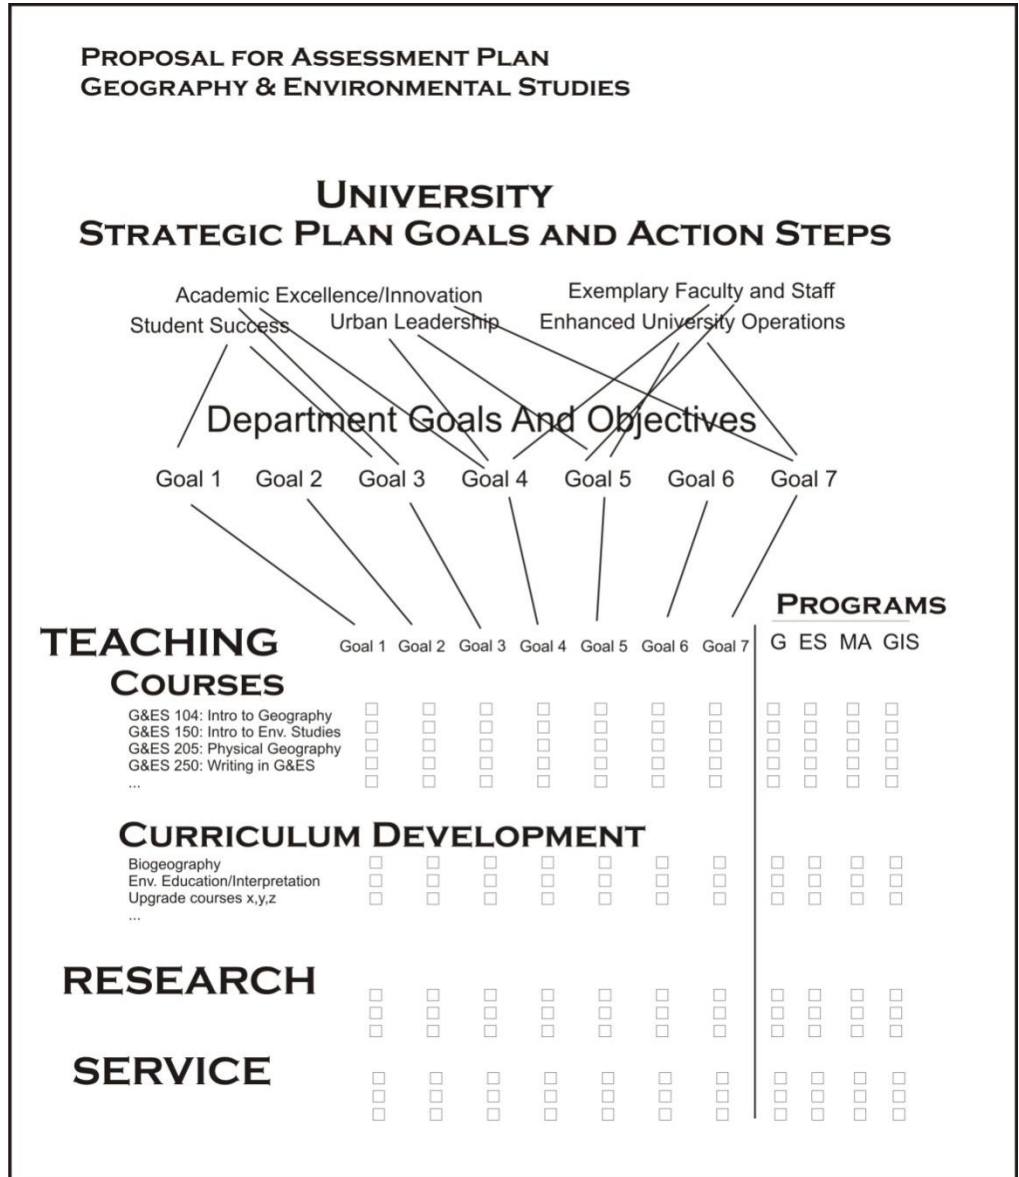 PROPOSAL FOR ASSESSMENT PLAN
GEOGRAPHY & ENVIRONMENTAL STUDIES
UNIVERSITY
STRATEGIC PLAN GOALS AND ACTION STEPS
Academic Excellence/Innovation
Exemplary Faculty and Staff
Student Success
Urban Leadership
Enhanced University Operations
Department Goals And Objectives
Goal 1 Goal 2 Goal 3 Goal 4 Goal 5 Goal 6 Goal 7
PROGRAMS
TEACHING
Goal 1 Goal 2 Goal 3 Goal 4 Goal 5 Goal 6 Goal 7
G ES MA GIS
COURSES
G&ES 104: Intro to Geography
G&ES 150: Intro to Env. Studies
G&ES 205: Physical Geography
G&ES 250: Writing in G&ES
...
CURRICULUM DEVELOPMENT
Biogeography
Env. Education/Interpretation
Upgrade courses x,y,z
...
RESEARCH
SERVICE